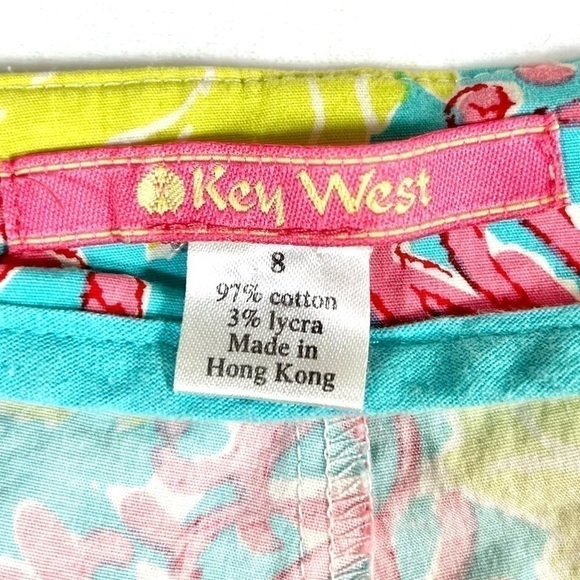 Key West
8
97% cotton
3% lycra
Made in
Hong Kong